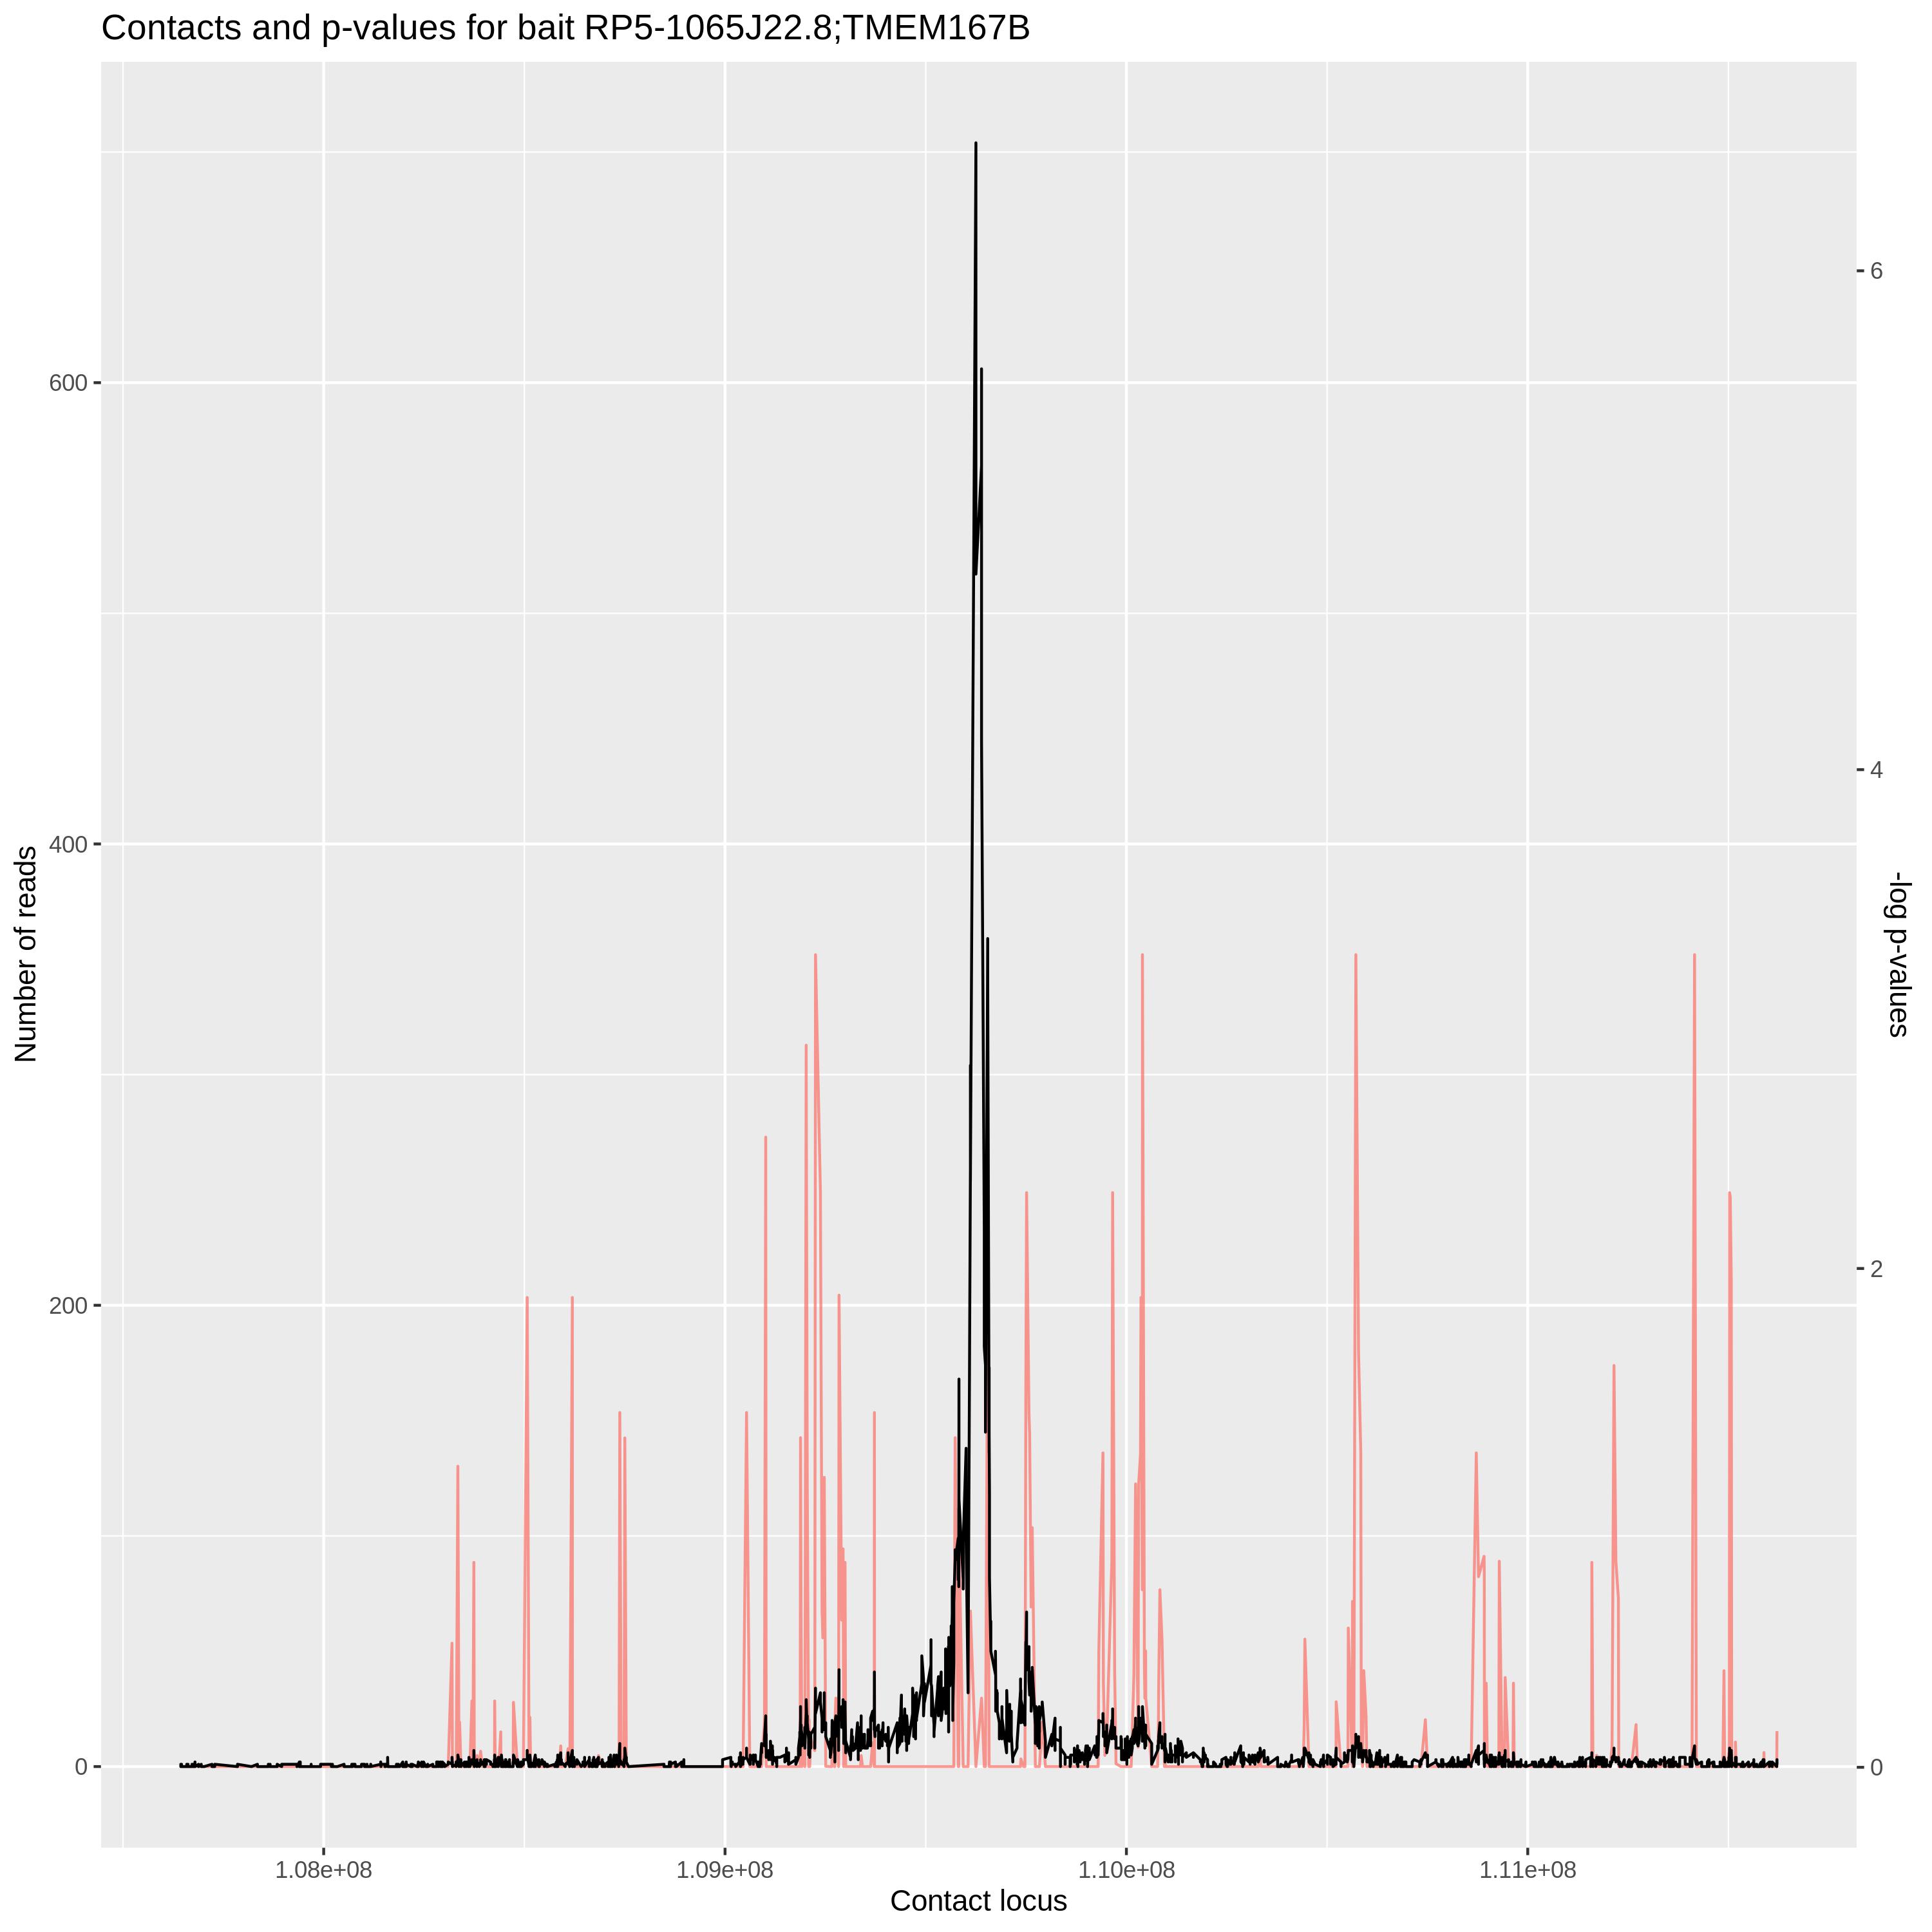 Contacts and p-values for bait RP5-1065J22.8;TMEM167B
Number of reads
600
400
200
0
6
4
2
0
-log p-values
1.08e+08
1.09e+08
1.10e+08
1.11e+08
Contact locus